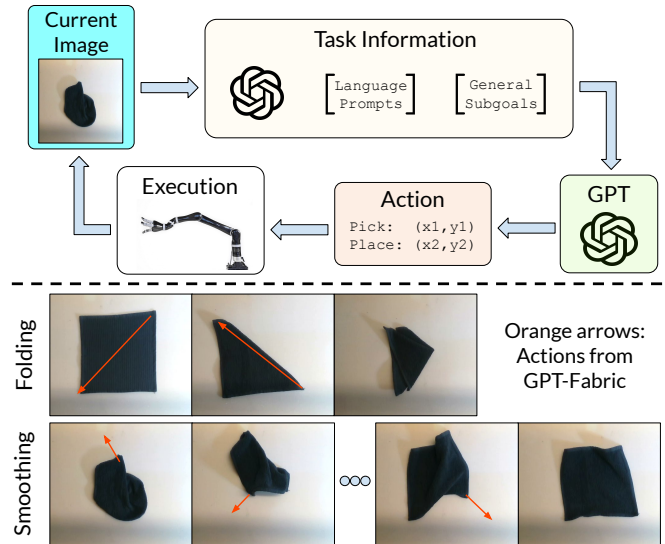 Current
Image
Task Information
Language
Prompts
General
Subgoals
Execution
Action
GPT
Pick: (x1,y1)
Place: (x2,y2)
Folding
Orange arrows:
Actions from
GPT-Fabric
Smoothing